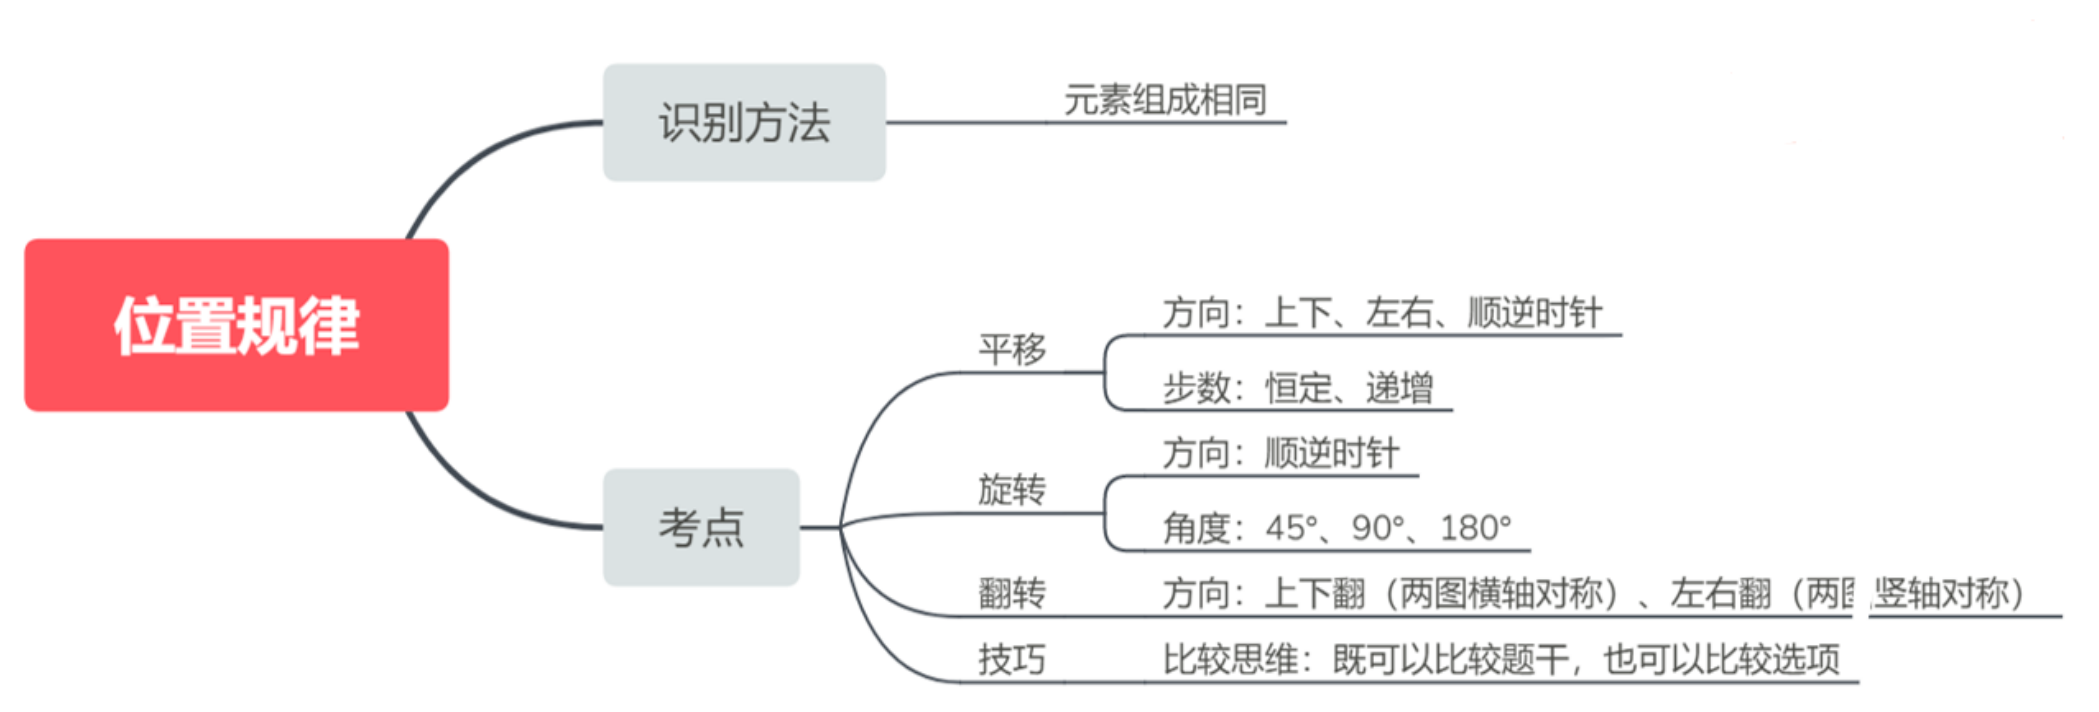 识别方法
元素组成相同
位置规律
考点
平移
方向：上下、左右、顺逆时针
步数：恒定、递增
旋转
方向：顺逆时针
角度：45°、90°、180°
翻转
方向：上下翻（两图横轴对称）、左右翻（两图竖轴对称）
技巧
比较思维：既可以比较题干，也可以比较选项